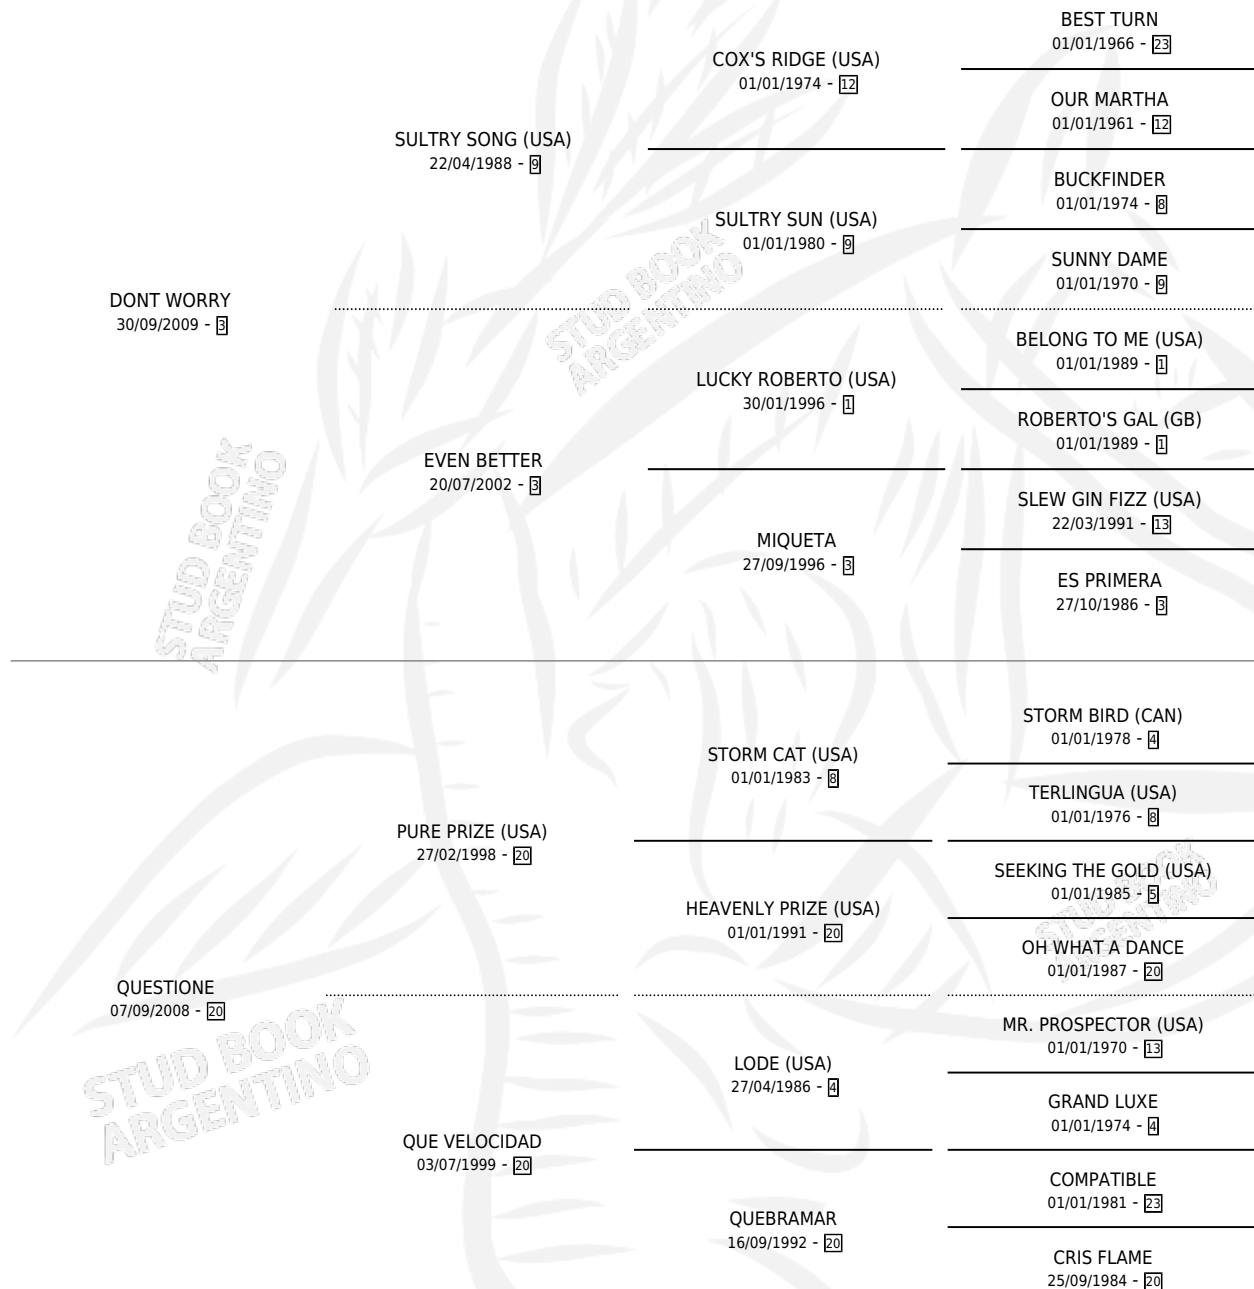 BEST TURN
01/01/1966 - 23
COX'S RIDGE (USA)
01/01/1974 - 12
OUR MARTHA
01/01/1961 - 12
SULTRY SONG (USA)
22/04/1988 - 9
BUCKFINDER
01/01/1974 - 8
SULTRY SUN (USA)
01/01/1980 - 9
SUNNY DAME
01/01/1970 - 9
DONT WORRY
30/09/2009 - 3
BELONG TO ME (USA)
01/01/1989 - 1
LUCKY ROBERTO (USA)
30/01/1996 - 1
ROBERTO'S GAL (GB)
01/01/1989 - 1
EVEN BETTER
20/07/2002 - 3
SLEW GIN FIZZ (USA)
22/03/1991 - 13
MIQUETA
27/09/1996 - 3
ES PRIMERA
27/10/1986 - 3
STORM BIRD (CAN)
01/01/1978 - 4
STORM CAT (USA)
01/01/1983 - 8
TERLINGUA (USA)
01/01/1976 - 8
PURE PRIZE (USA)
27/02/1998 - 20
SEEKING THE GOLD (USA)
01/01/1985 - 5
HEAVENLY PRIZE (USA)
01/01/1991 - 20
OH WHAT A DANCE
01/01/1987 - 20
QUESTIONE
07/09/2008 - 20
MR. PROSPECTOR (USA)
01/01/1970 - 13
LODE (USA)
27/04/1986 - 4
GRAND LUXE
01/01/1974 - 4
QUE VELOCIDAD
03/07/1999 - 20
COMPATIBLE
01/01/1981 - 23
QUEBRAMAR
16/09/1992 - 20
CRIS FLAME
25/09/1984 - 20
STUD BOOK
ARGENTINO
STUD BOOK
ARGENTINO
STUD BOOK
ARGENTINO
STUD BOOK
ARGENTINO